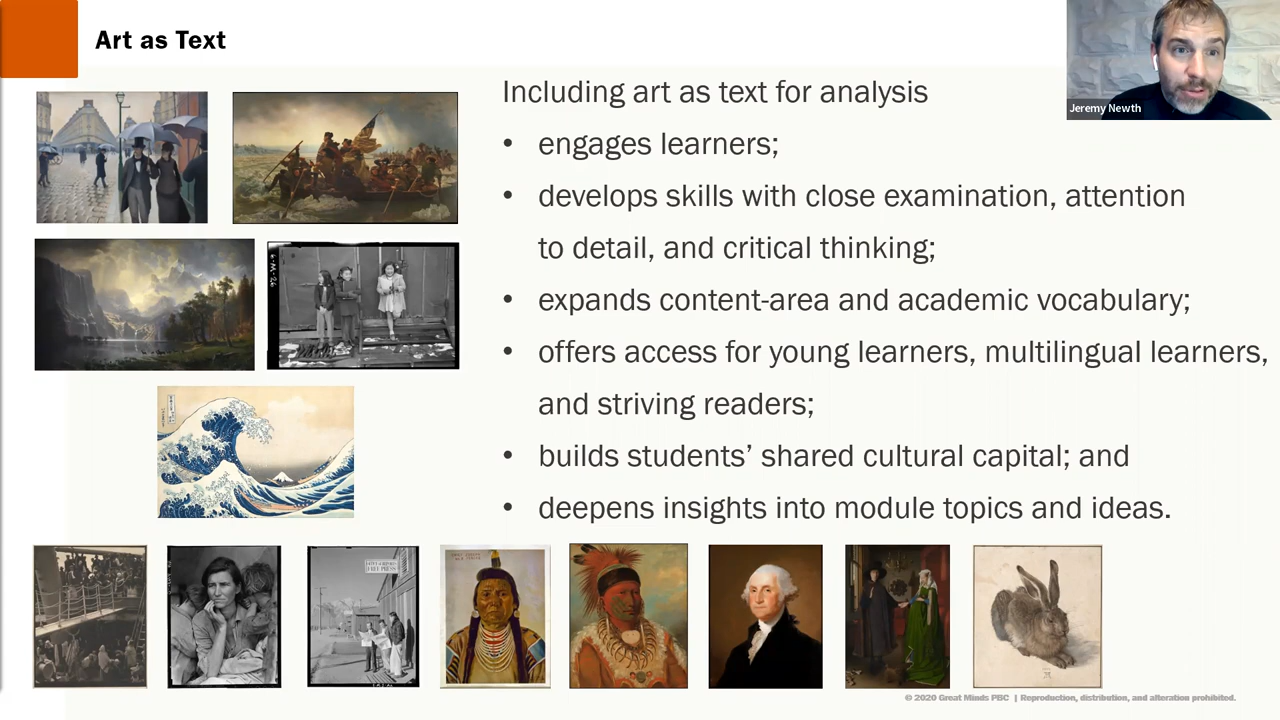 Art as Text
Jeremy Newth
Including art as text for analysis
• engages learners;
• develops skills with close examination, attention
to detail, and critical thinking;
• expands content-area and academic vocabulary;
• offers access for young learners, multilingual learners,
and striving readers;
• builds students’ shared cultural capital; and
• deepens insights into module topics and ideas.
© 2020 Great Minds PBC | Reproduction, distribution, and alteration prohibited.